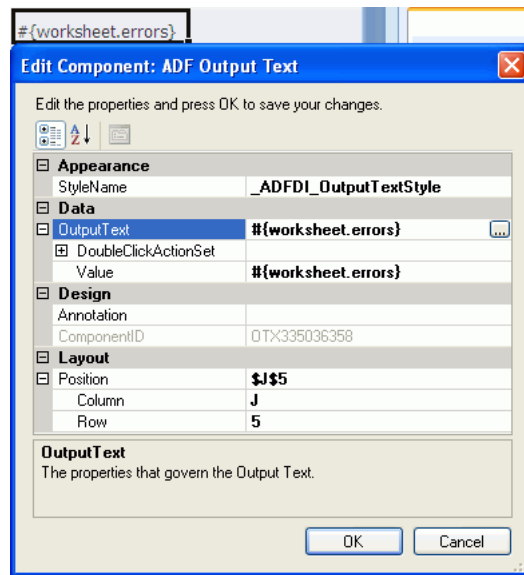 #{worksheet.errors}
Edit Component: ADF Output Text
Edit the properties and press OK to save your changes.
Appearance
StyleName _ADFDI_OutputTextStyle
Data
OutputText #{worksheet.errors} ...
DoubleClickActionSet
Value #{worksheet.errors}
Design
Annotation
ComponentID OTX335036358
Layout
Position $J$5
Column J
Row 5
OutputText
The properties that govern the Output Text.
OK Cancel